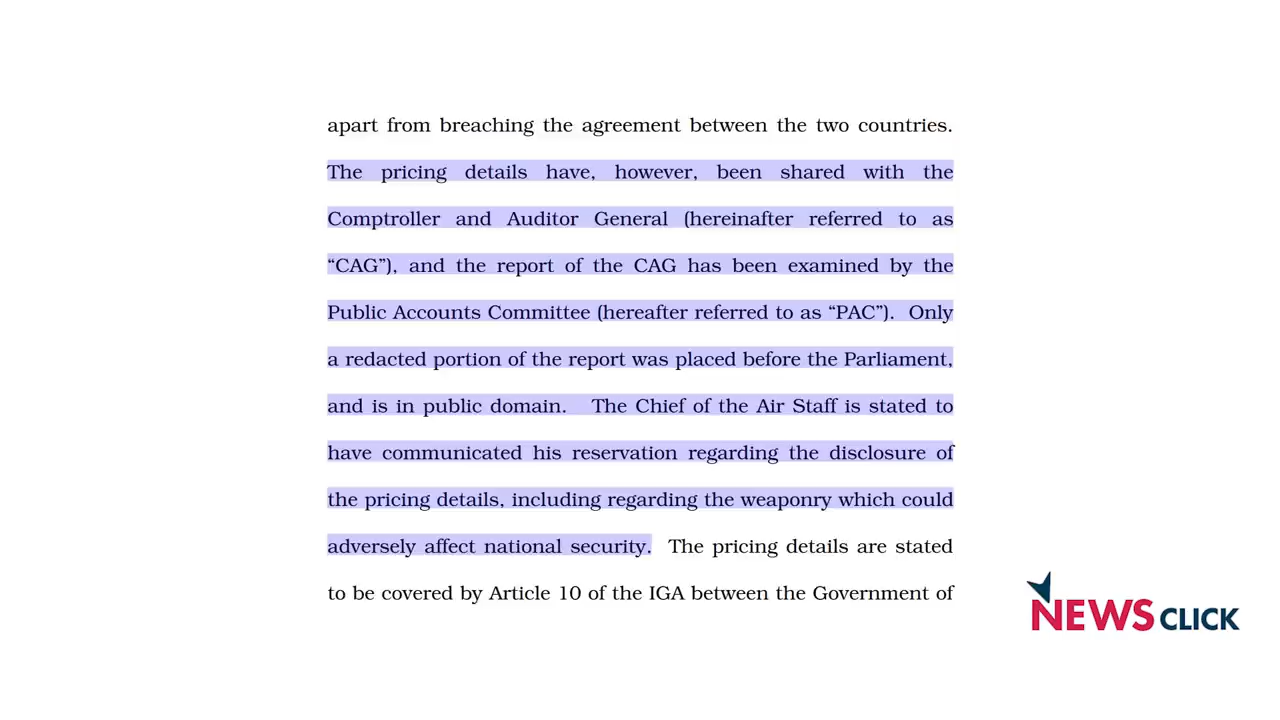 apart from breaching the agreement between the two countries.
The pricing details have, however, been shared with the
Comptroller and Auditor General (hereinafter referred to as
“CAG”), and the report of the CAG has been examined by the
Public Accounts Committee (hereafter referred to as “PAC”). Only
a redacted portion of the report was placed before the Parliament,
and is in public domain. The Chief of the Air Staff is stated to
have communicated his reservation regarding the disclosure of
the pricing details, including regarding the weaponry which could
adversely affect national security. The pricing details are stated
to be covered by Article 10 of the IGA between the Government of
NEWSCLICK